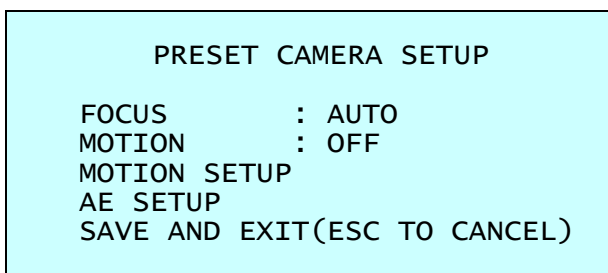 PRESET CAMERA SETUP
FOCUS : AUTO
MOTION : OFF
MOTION SETUP
AE SETUP
SAVE AND EXIT(ESC TO CANCEL)